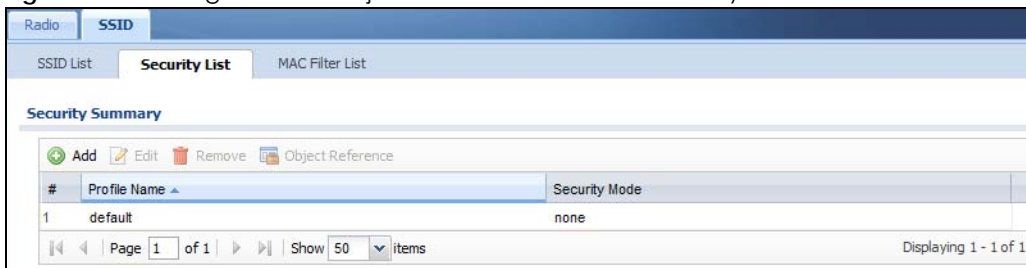 Radio SSID
SSID List Security List MAC Filter List
Security Summary
Add Edit Remove Object Reference
# Profile Name Security Mode
1 default none
Page 1 of 1 Show 50 items Displaying 1 - 1 of 1